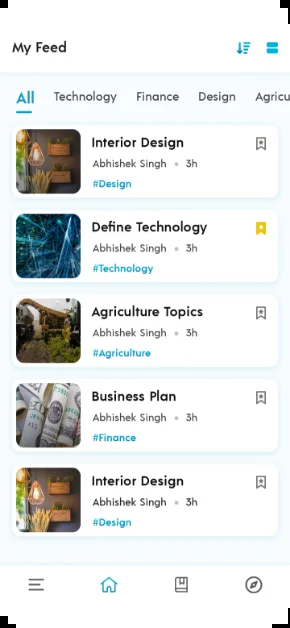 My Feed
All Technology Finance Design Agricu
Interior Design
Abhishek Singh • 3h
#Design
Define Technology
Abhishek Singh • 3h
#Technology
Agriculture Topics
Abhishek Singh • 3h
#Agriculture
Business Plan
Abhishek Singh • 3h
#Finance
Interior Design
Abhishek Singh • 3h
#Design